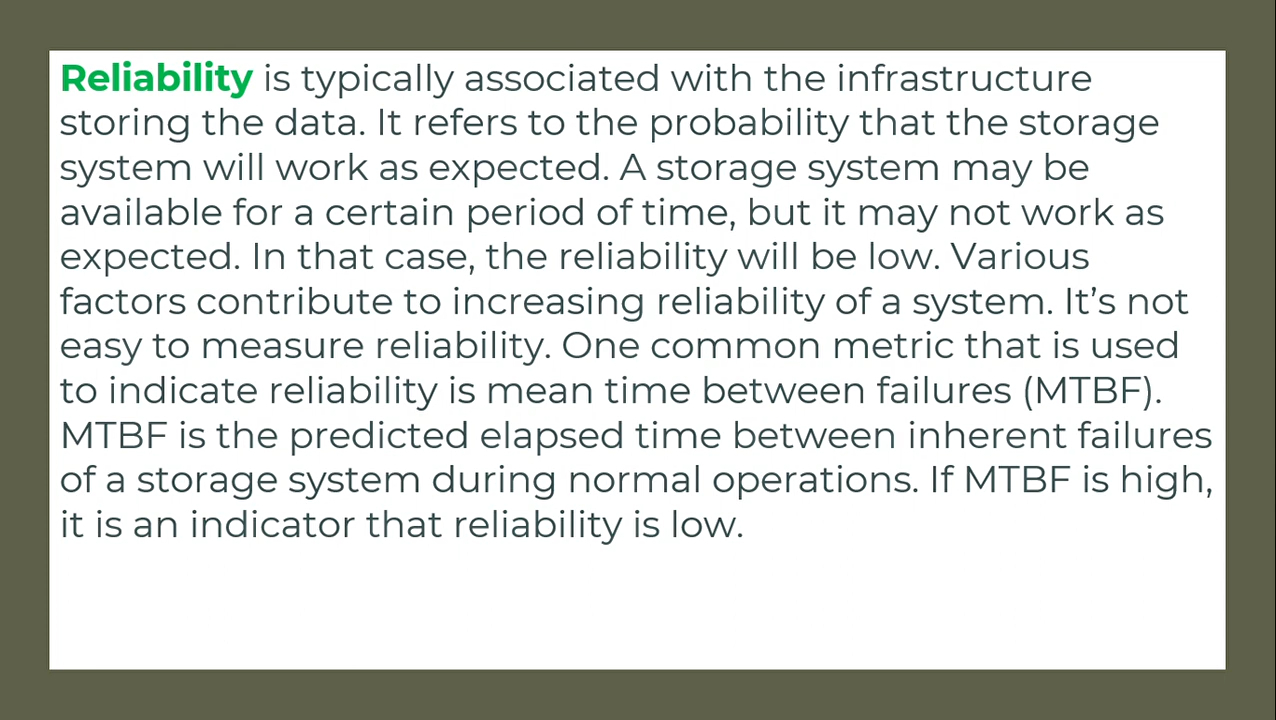 Reliability is typically associated with the infrastructure
storing the data. It refers to the probability that the storage
system will work as expected. A storage system may be
available for a certain period of time, but it may not work as
expected. In that case, the reliability will be low. Various
factors contribute to increasing reliability of a system. It’s not
easy to measure reliability. One common metric that is used
to indicate reliability is mean time between failures (MTBF).
MTBF is the predicted elapsed time between inherent failures
of a storage system during normal operations. If MTBF is high,
it is an indicator that reliability is low.